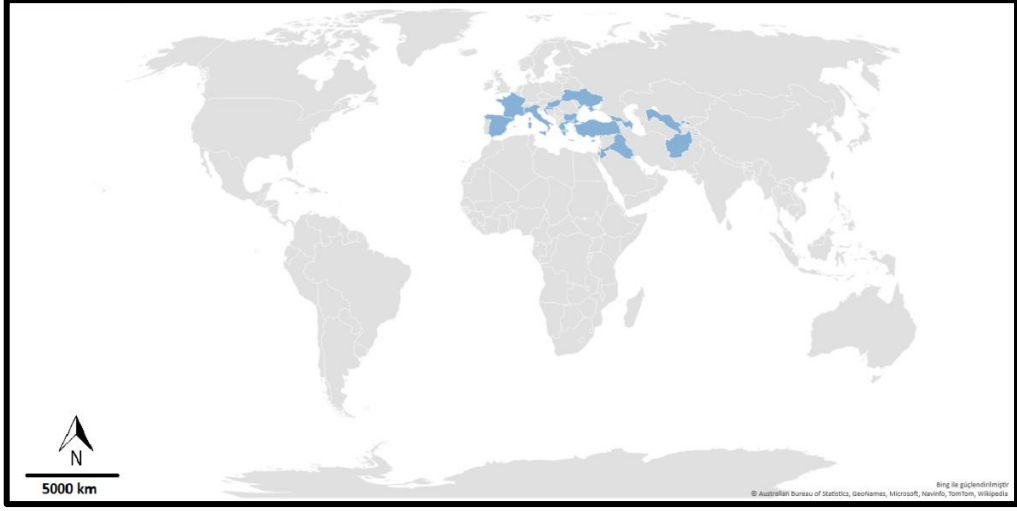 N
5000 km
Bing ile güçlendirilmiştir
© Australian Bureau of Statistics, GeoNames, Microsoft, Navinfo, TomTom, Wikipedia